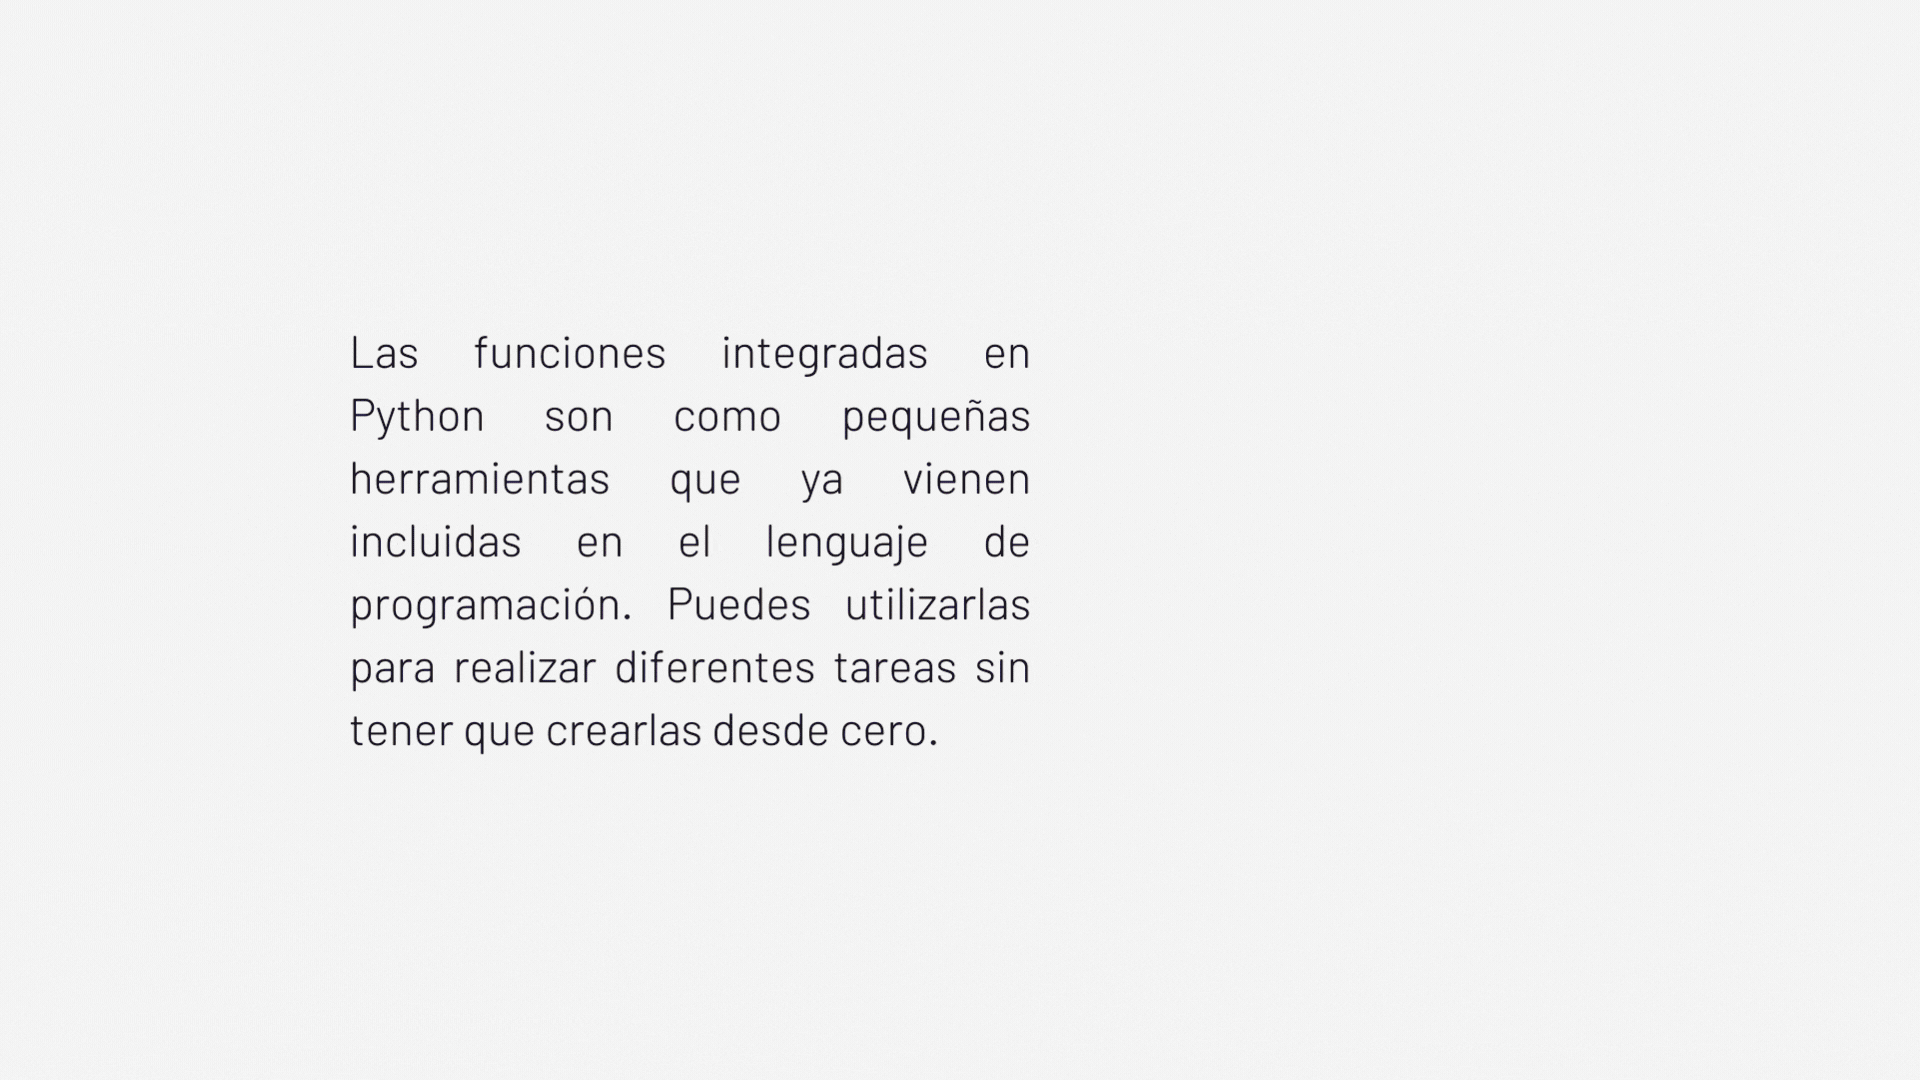 Las funciones integradas en
Python son como pequeñas
herramientas que ya vienen
incluidas en el lenguaje de
programación. Puedes utilizarlas
para realizar diferentes tareas sin
tener que crearlas desde cero.